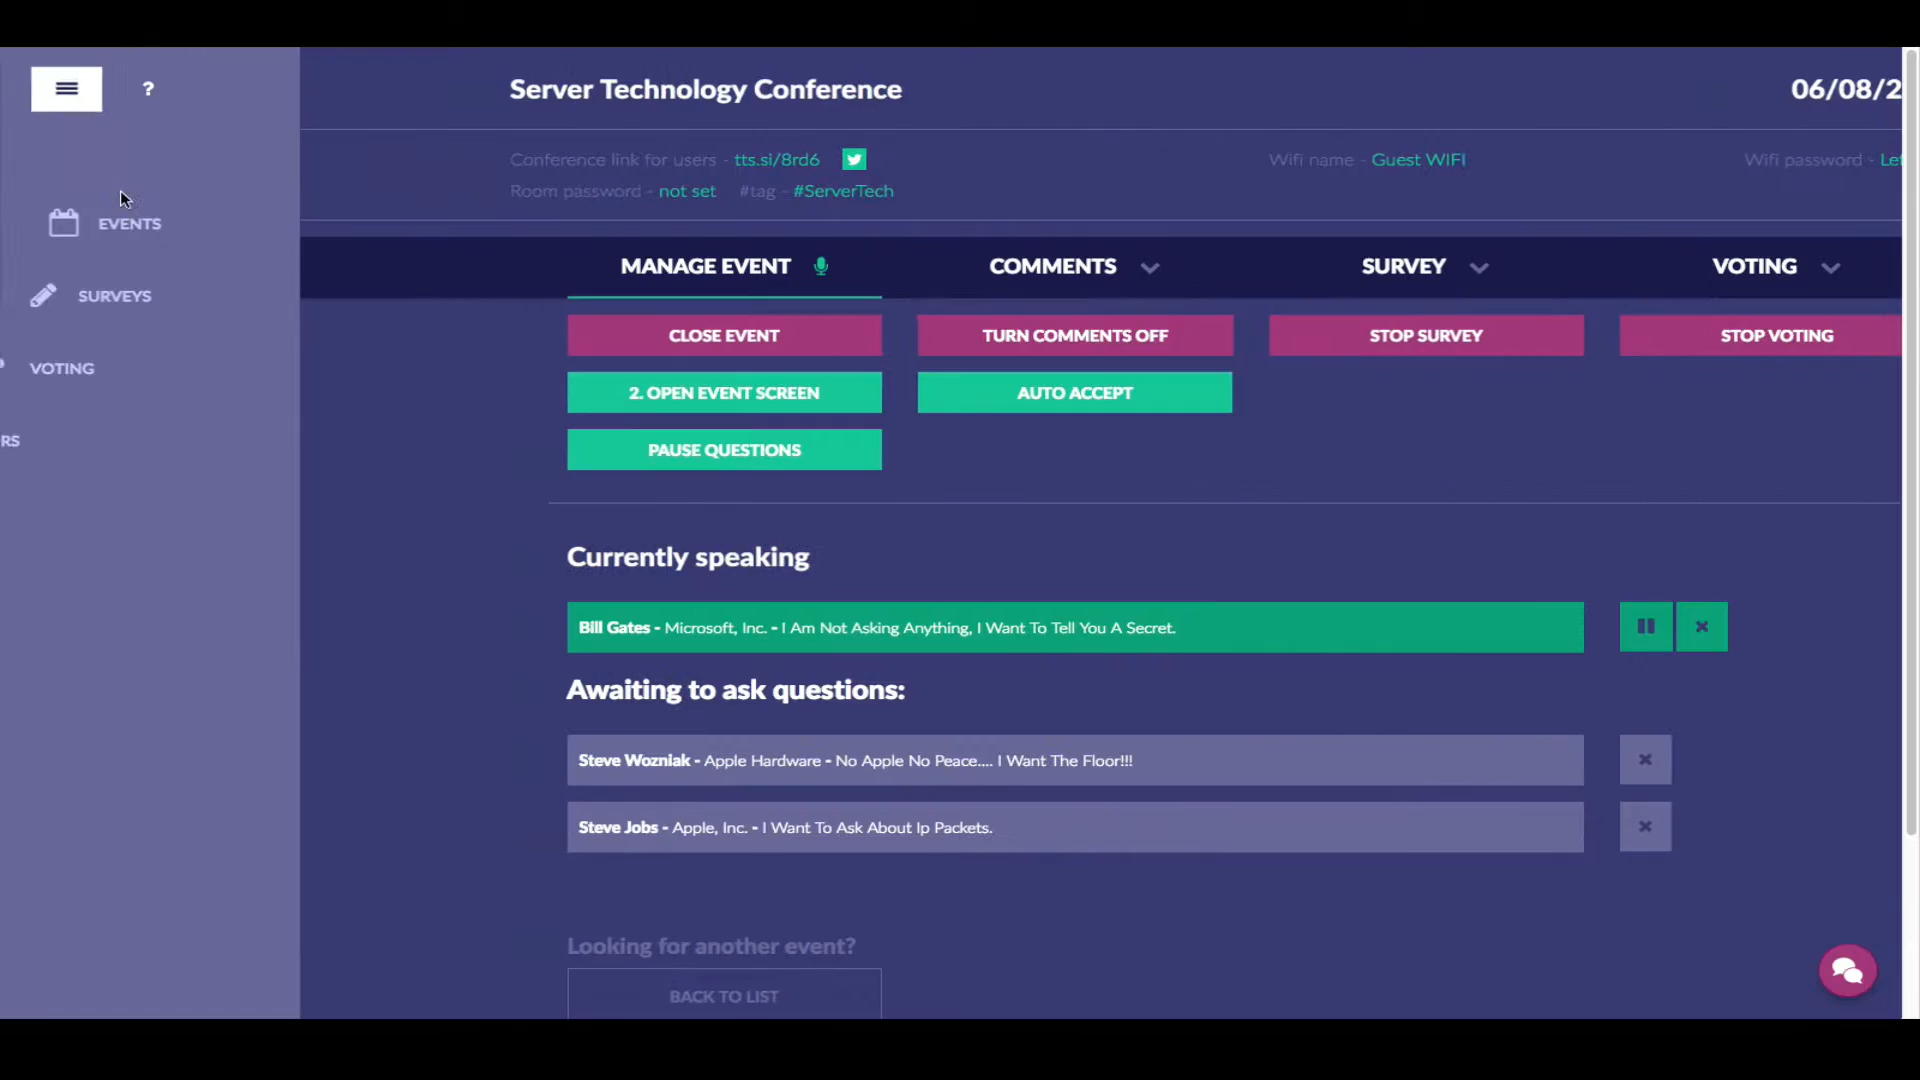 ?
Server Technology Conference
06/08/2
Conference link for users - tts.si/8rd6
Wifi name - Guest WIFI
Wifi password - Let
Room password - not set #tag - #ServerTech
EVENTS
SURVEYS
VOTING
RS
MANAGE EVENT
COMMENTS
SURVEY
VOTING
CLOSE EVENT
TURN COMMENTS OFF
STOP SURVEY
STOP VOTING
2. OPEN EVENT SCREEN
AUTO ACCEPT
PAUSE QUESTIONS
Currently speaking
Bill Gates - Microsoft, Inc. - I Am Not Asking Anything, I Want To Tell You A Secret.
Awaiting to ask questions:
Steve Wozniak - Apple Hardware - No Apple No Peace.... I Want The Floor!!!
Steve Jobs - Apple, Inc. - I Want To Ask About Ip Packets.
Looking for another event?
BACK TO LIST